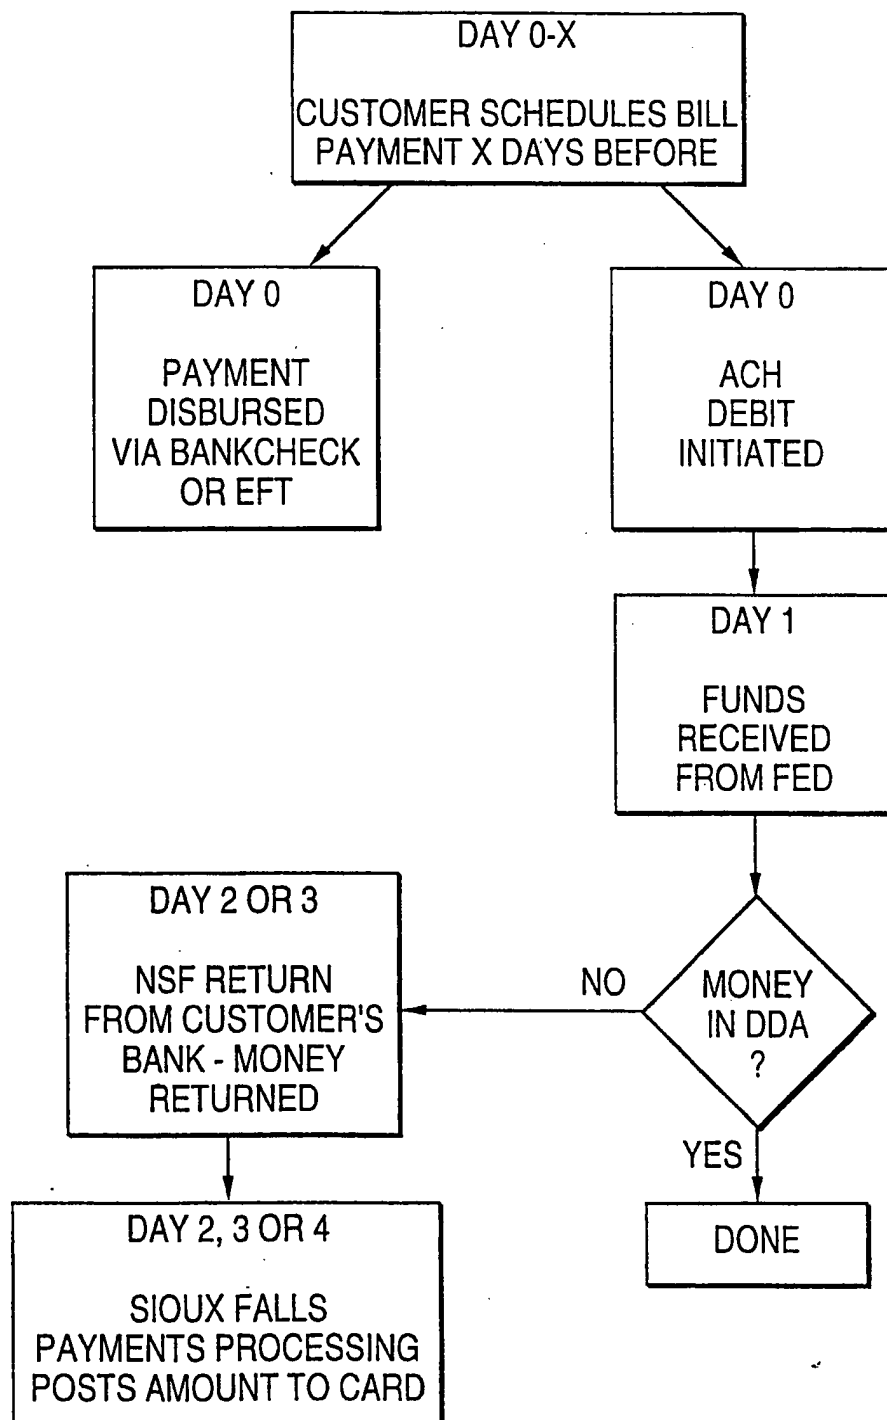 DAY 0-X
CUSTOMER SCHEDULES BILL
PAYMENT X DAYS BEFORE
DAY 0
PAYMENT
DISBURSED
VIA BANKCHECK
OR EFT
DAY 0
ACH
DEBIT
INITIATED
DAY 1
FUNDS
RECEIVED
FROM FED
MONEY
IN DDA
?
NO
YES
DAY 2 OR 3
NSF RETURN
FROM CUSTOMER'S
BANK - MONEY
RETURNED
DONE
DAY 2, 3 OR 4
SIOUX FALLS
PAYMENTS PROCESSING
POSTS AMOUNT TO CARD